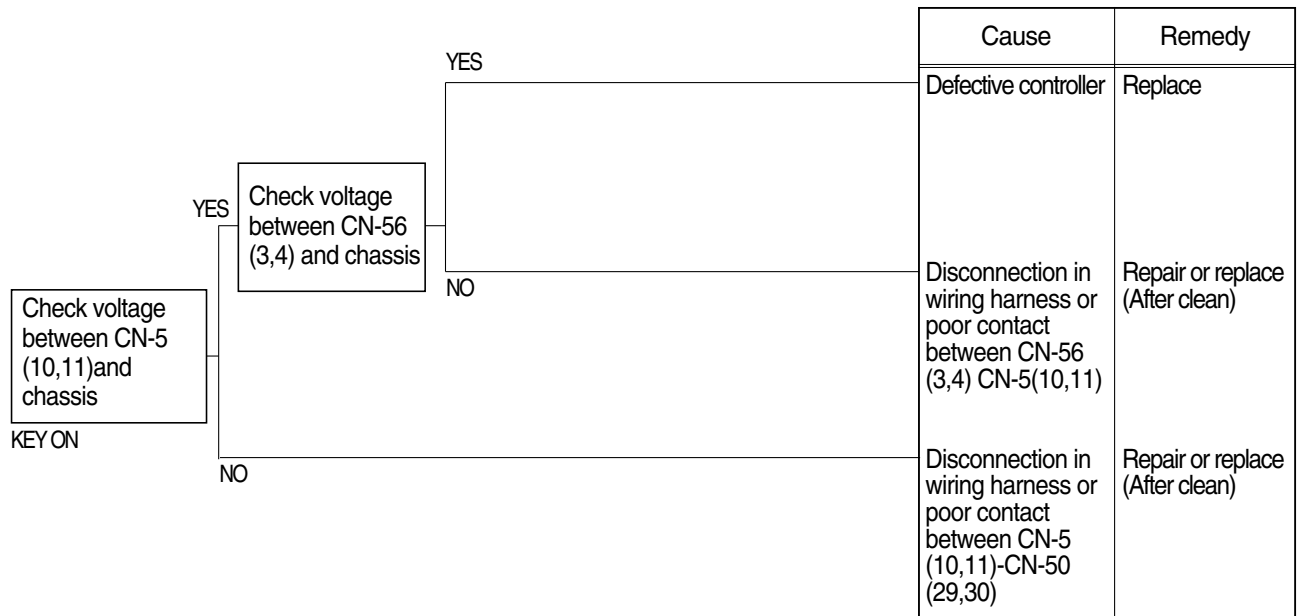 Cause
Remedy
YES
Defective controller
Replace
YES
Check voltage
between CN-56
(3,4) and chassis
NO
Disconnection in
wiring harness or
poor contact
between CN-56
(3,4) CN-5(10,11)
Repair or replace
(After clean)
Check voltage
between CN-5
(10,11)and
chassis
KEY ON
NO
Disconnection in
wiring harness or
poor contact
between CN-5
(10,11)-CN-50
(29,30)
Repair or replace
(After clean)